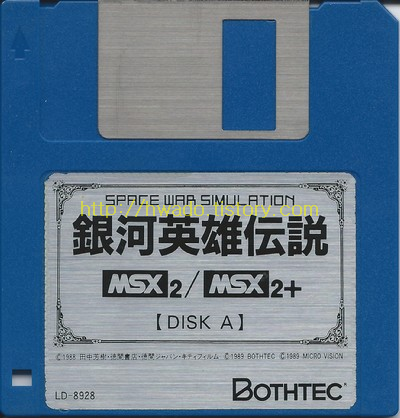 SPACE WAR SIMULATION
http://hwado.tistory.com
銀河英雄伝説
MSX2/MSX2+
【DISK A】
©1988 田中芳樹・徳間書店・徳間ジャパン・キティフィルム ©1989 BOTHTEC ©1989 MICRO VISION
LD-8928 BOTHTEC